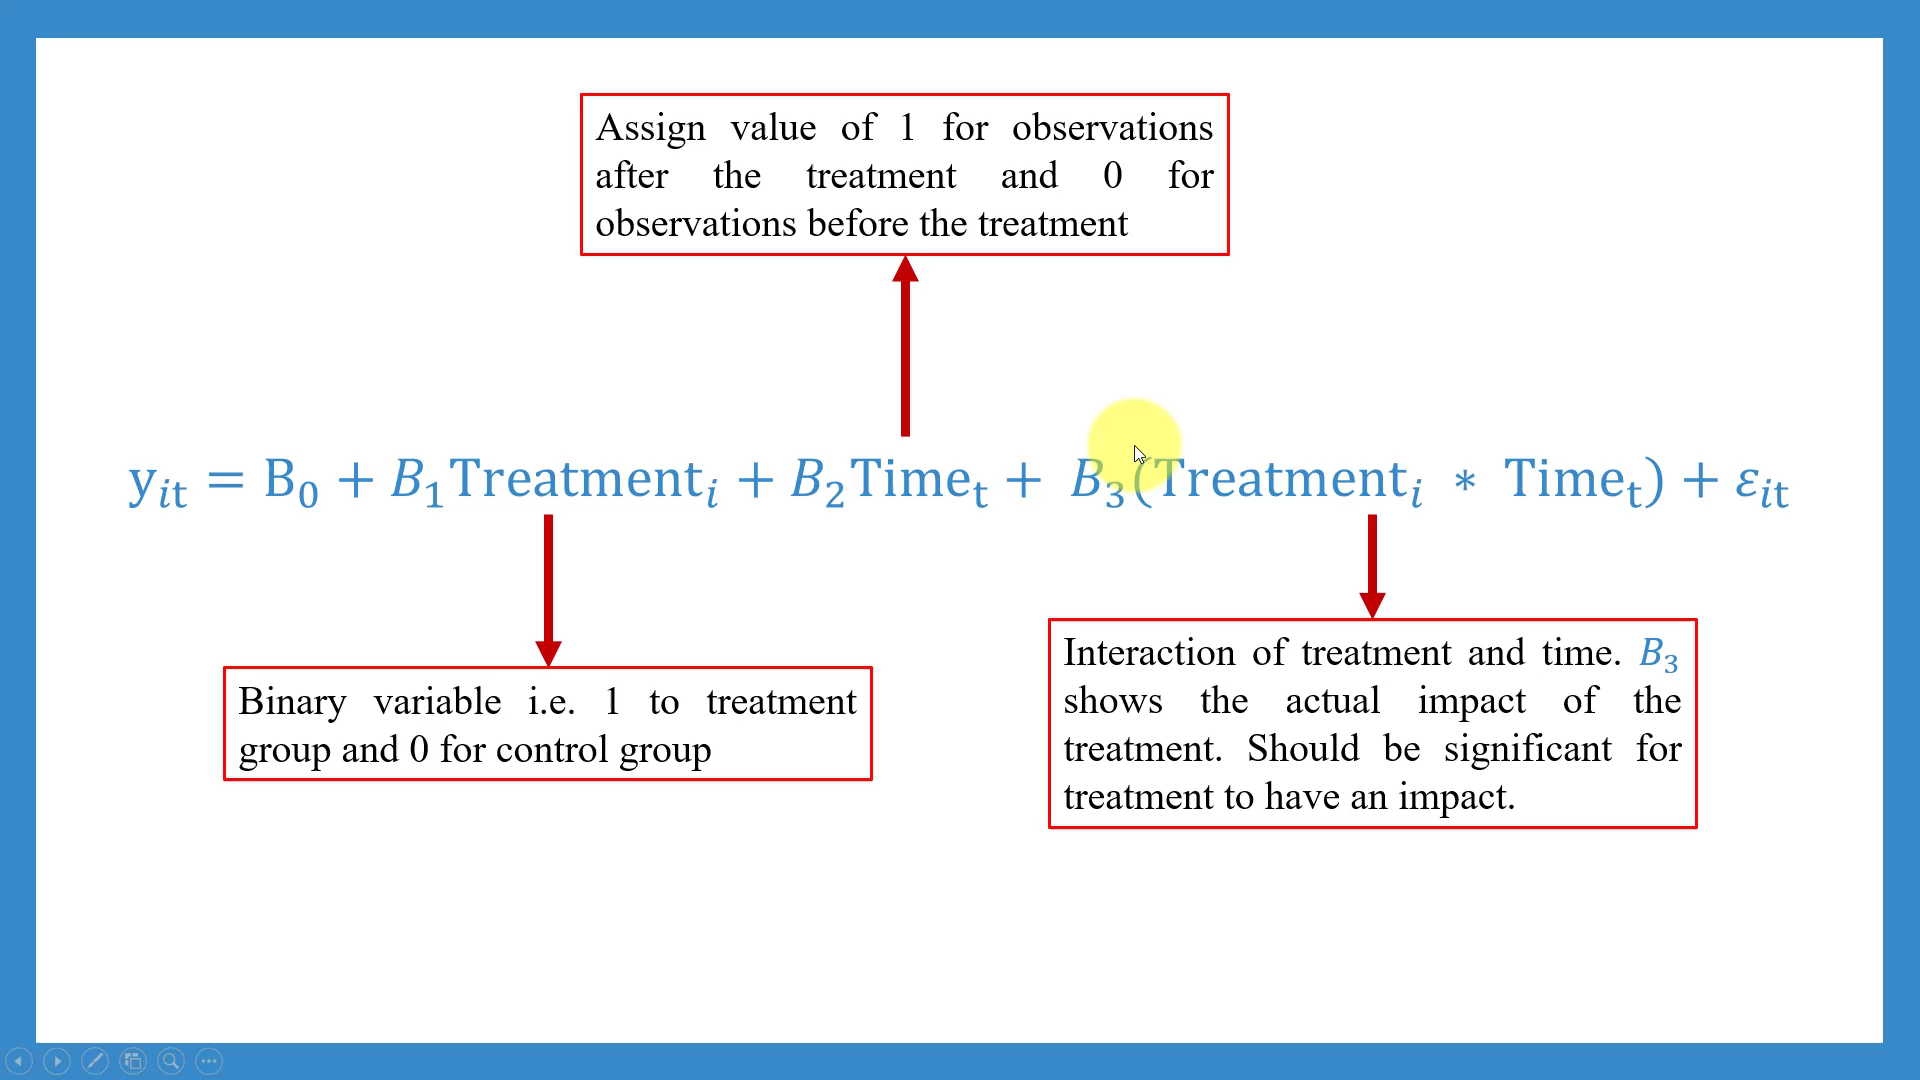 Assign value of 1 for observations
after the treatment and 0 for
observations before the treatment
yᵢₜ = B₀ + B₁Treatmentᵢ + B₂Timeₜ + B₃(Treatmentᵢ * Timeₜ) + εᵢₜ
Binary variable i.e. 1 to treatment
group and 0 for control group
Interaction of treatment and time. B₃
shows the actual impact of the
treatment. Should be significant for
treatment to have an impact.